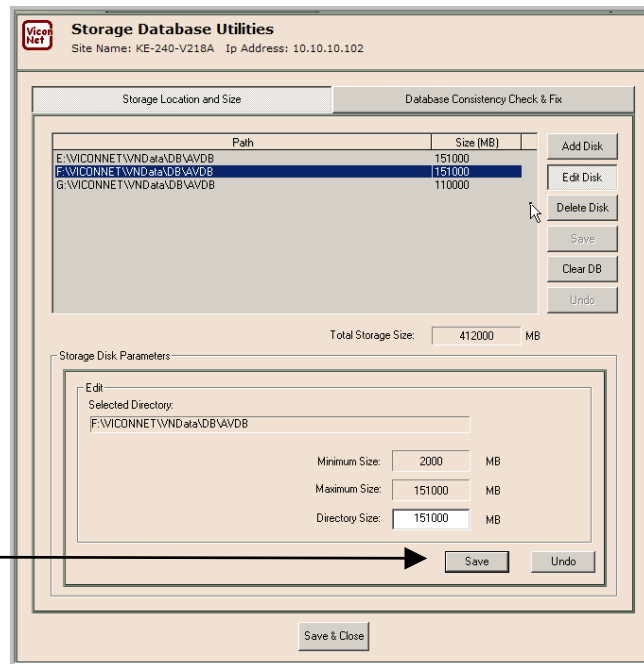 Vicon
Net
Storage Database Utilities
Site Name: KE-240-V218A Ip Address: 10.10.10.102
Storage Location and Size
Database Consistency Check & Fix
Path Size (MB)
E:\VICONNET\VNData\DB\AVDB 151000
F:\VICONNET\VNData\DB\AVDB 151000
G:\VICONNET\VNData\DB\AVDB 110000
Add Disk
Edit Disk
Delete Disk
Save
Clear DB
Undo
Total Storage Size: 412000 MB
Storage Disk Parameters
Edit
Selected Directory:
F:\VICONNET\VNData\DB\AVDB
Minimum Size: 2000 MB
Maximum Size: 151000 MB
Directory Size: 151000 MB
Save Undo
Save & Close